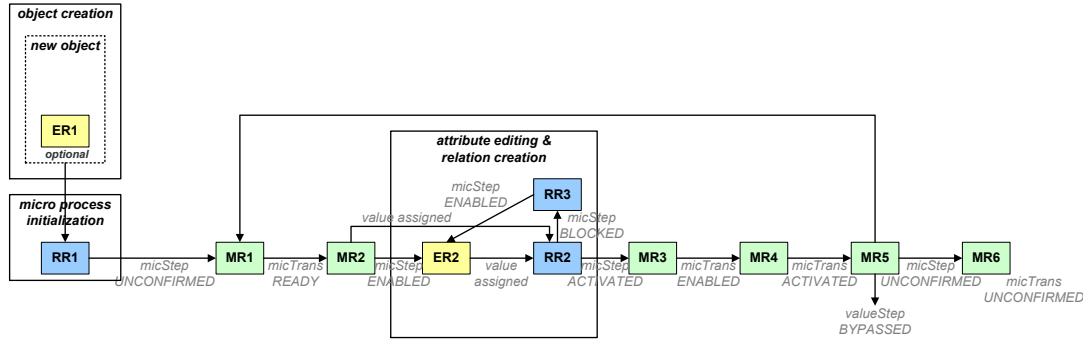 object creation
new object
ER1
optional
micro process
initialization
attribute editing &
relation creation
micStep
ENABLED
RR3
value assigned
micStep
BLOCKED
RR1
MR1
MR2
ER2
RR2
MR3
MR4
MR5
MR6
micStep
UNCONFIRMED
micTrans
READY
micStep
ENABLED
value
assigned
micStep
ACTIVATED
micTrans
ENABLED
micTrans
ACTIVATED
micStep
UNCONFIRMED
micTrans
UNCONFIRMED
valueStep
BYPASSED